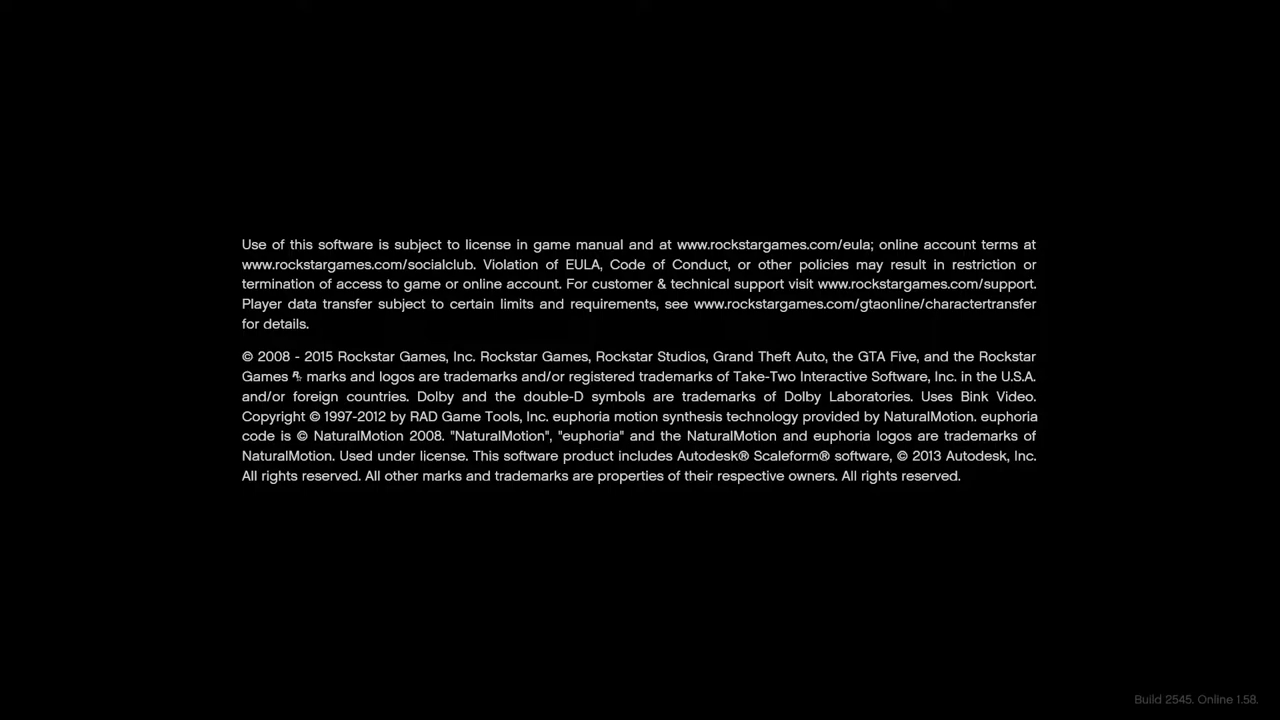 Use of this software is subject to license in game manual and at www.rockstargames.com/eula; online account terms at
www.rockstargames.com/socialclub. Violation of EULA, Code of Conduct, or other policies may result in restriction or
termination of access to game or online account. For customer & technical support visit www.rockstargames.com/support.
Player data transfer subject to certain limits and requirements, see www.rockstargames.com/gtaonline/charactertransfer
for details.
© 2008 - 2015 Rockstar Games, Inc. Rockstar Games, Rockstar Studios, Grand Theft Auto, the GTA Five, and the Rockstar
Games R* marks and logos are trademarks and/or registered trademarks of Take-Two Interactive Software, Inc. in the U.S.A.
and/or foreign countries. Dolby and the double-D symbols are trademarks of Dolby Laboratories. Uses Bink Video.
Copyright © 1997-2012 by RAD Game Tools, Inc. euphoria motion synthesis technology provided by NaturalMotion. euphoria
code is © NaturalMotion 2008. "NaturalMotion", "euphoria" and the NaturalMotion and euphoria logos are trademarks of
NaturalMotion. Used under license. This software product includes Autodesk® Scaleform® software, © 2013 Autodesk, Inc.
All rights reserved. All other marks and trademarks are properties of their respective owners. All rights reserved.
Build 2545. Online 1.58.